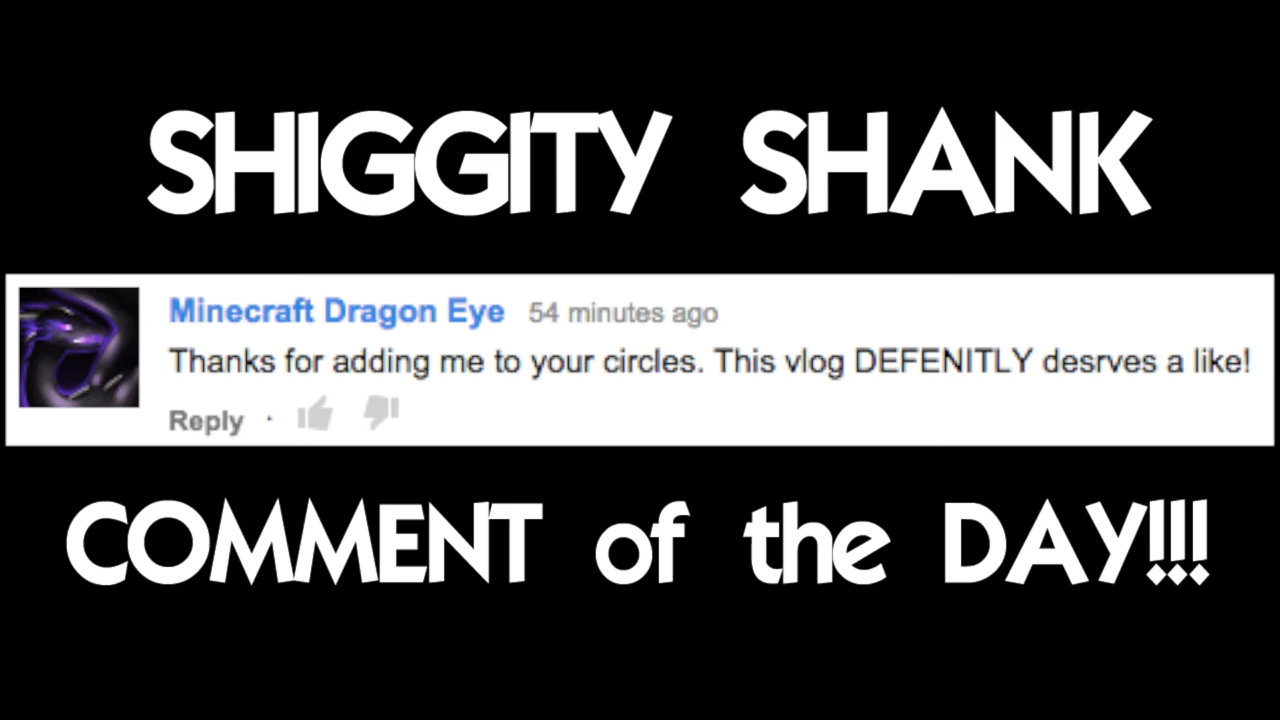 SHIGGITY SHANK
Minecraft Dragon Eye 54 minutes ago
Thanks for adding me to your circles. This vlog DEFENITLY desrves a like!
Reply ·
COMMENT of the DAY!!!